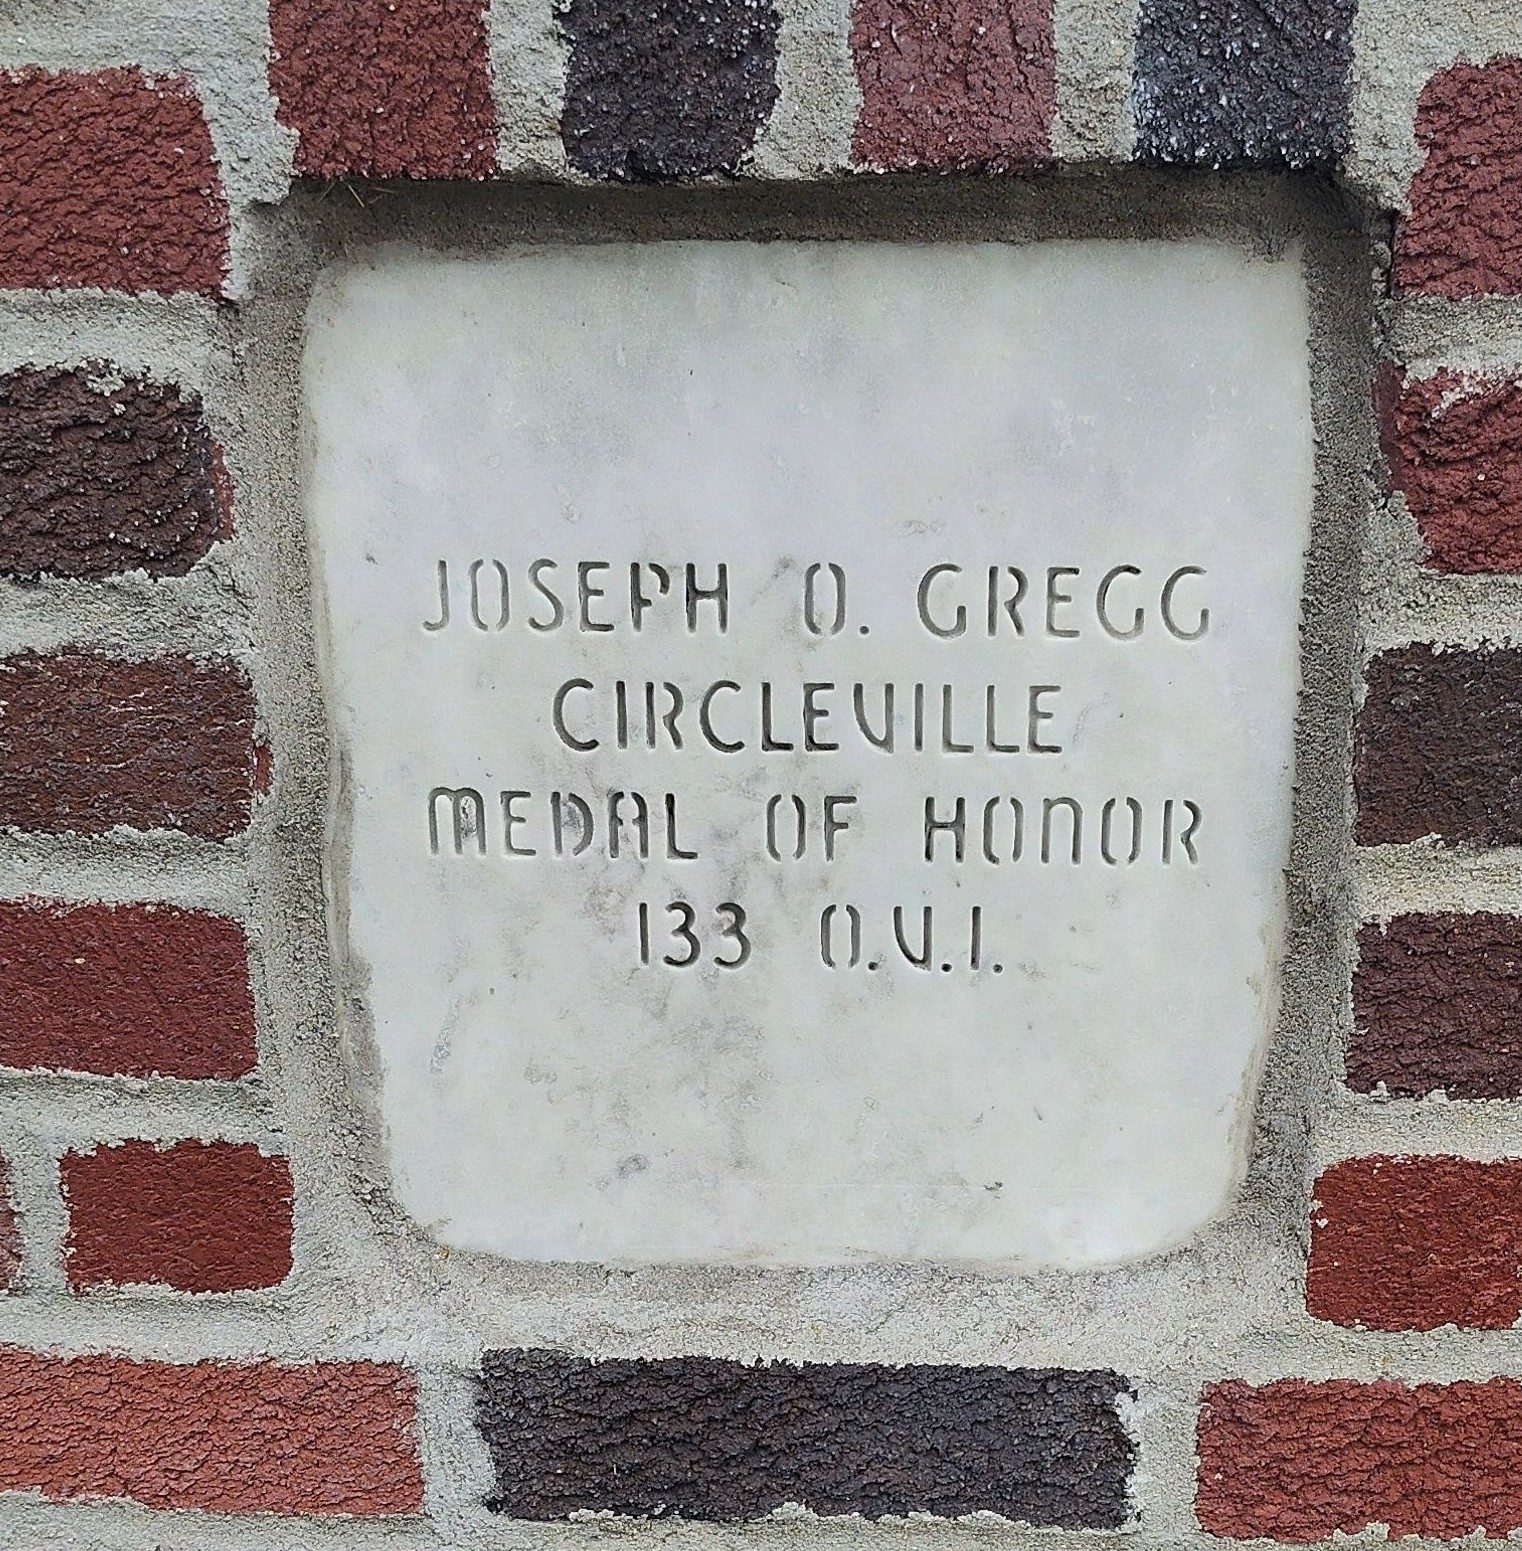 JOSEPH O. GREGG
CIRCLEVILLE
MEDAL OF HONOR
133 O.V.I.